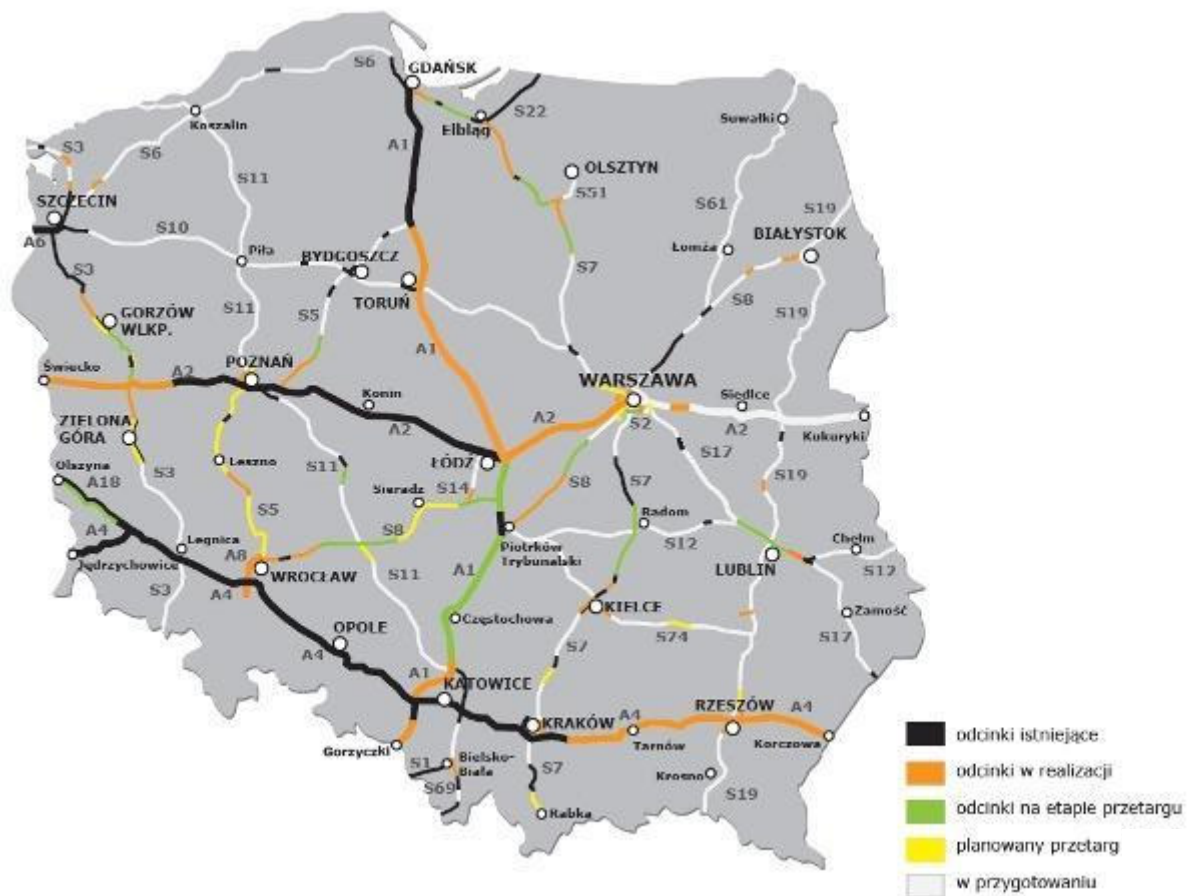 S6
GDAŃSK
S22
Koszalin
Elbląg
Suwałki
S3
S6
A1
OLSZTYN
S11
S51
SZCZECIN
S61
S19
S10
A6
BIAŁYSTOK
Łomża
Piła
BYDGOSZCZ
S7
S3
TORUŃ
S8
S11
S5
S19
GORZÓW
WLKP.
A1
Świecko
A2
POZNAŃ
WARSZAWA
Konin
Siedlce
A2
S2
A2
ZIELONA
GÓRA
A2
Kukuryki
S17
Olszyna
S3
Leszno
S11
ŁÓDZ
A18
Sieradz
S14
S8
S7
S19
S5
Radom
A4
S8
Legnica
Piotrków
Trybunalski
S12
Chełm
Jędrzychowice
A8
WROCŁAW
S11
A1
LUBLIN
S12
S3
A4
KIELCE
Zamość
Częstochowa
OPOLE
S74
S17
A4
S7
A1
KATOWICE
RZESZÓW
KRAKÓW
A4
A4
Gorzyczki
Tarnów
Korczowa
S1
Bielsko-
Biała
S7
Krosno
S69
S19
Rabka
odcinki istniejące
odcinki w realizacji
odcinki na etapie przetargu
planowany przetarg
w przygotowaniu